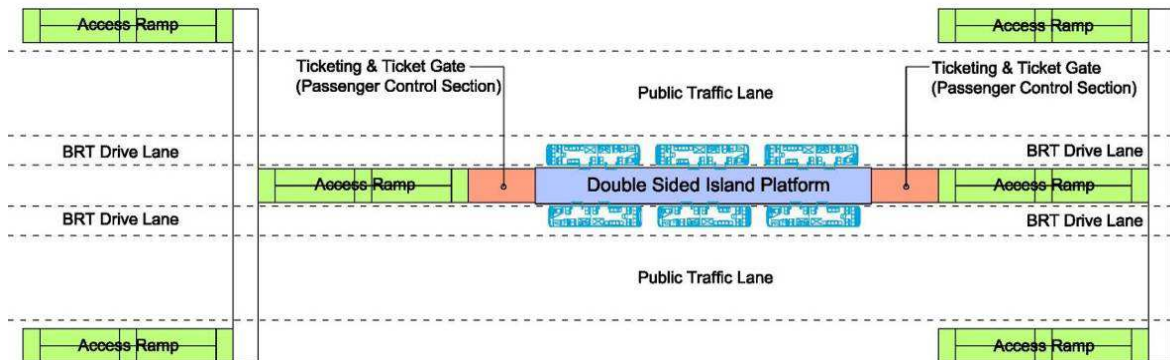 Access Ramp
Access Ramp
Ticketing & Ticket Gate
(Passenger Control Section)
Ticketing & Ticket Gate
(Passenger Control Section)
Public Traffic Lane
BRT Drive Lane
BRT Drive Lane
Access Ramp
Double Sided Island Platform
Access Ramp
BRT Drive Lane
BRT Drive Lane
Public Traffic Lane
Access Ramp
Access Ramp